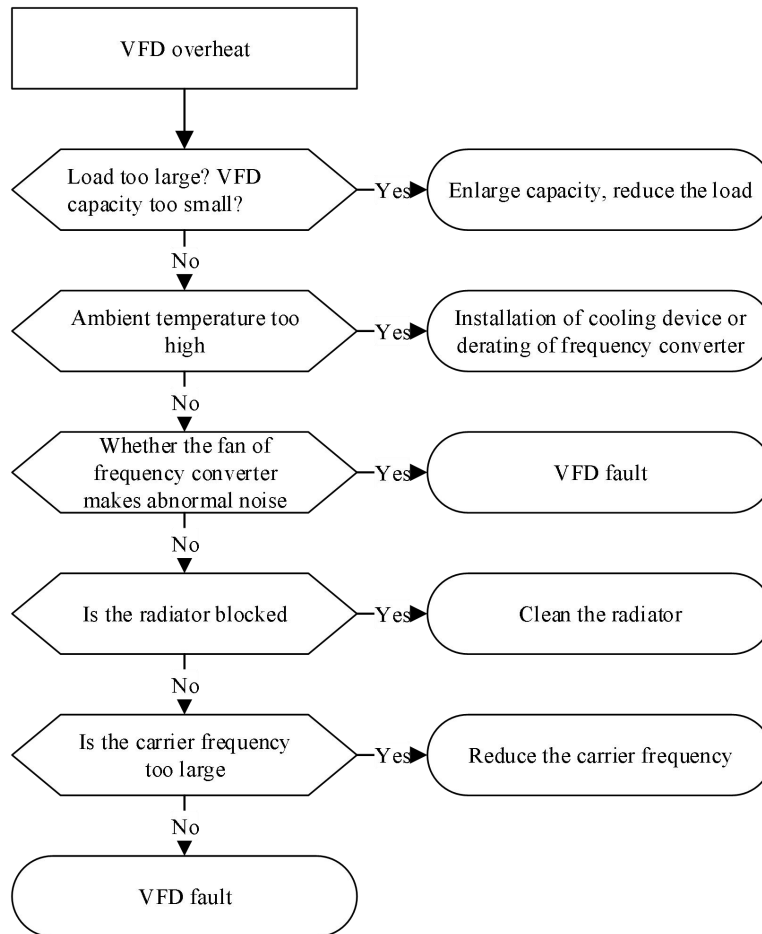 VFD overheat
Load too large? VFD
capacity too small?
Yes
Enlarge capacity, reduce the load
No
Ambient temperature too
high
Yes
Installation of cooling device or
derating of frequency converter
No
Whether the fan of
frequency converter
makes abnormal noise
Yes
VFD fault
No
Is the radiator blocked
Yes
Clean the radiator
No
Is the carrier frequency
too large
Yes
Reduce the carrier frequency
No
VFD fault